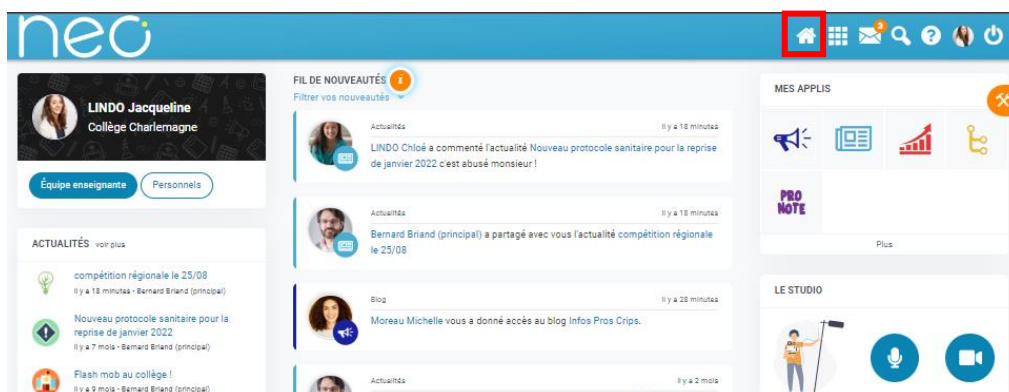 neo
3
LINDO Jacqueline
Collège Charlemagne
Équipe enseignante
Personnels
ACTUALITÉS voir plus
compétition régionale le 25/08
Il y a 18 minutes - Bernard Briand (principal)
Nouveau protocole sanitaire pour la
reprise de janvier 2022
Il y a 7 mois - Bernard Briand (principal)
Flash mob au collège !
Il y a 9 mois - Bernard Briand (principal)
FIL DE NOUVEAUTÉS
Filtrer vos nouveautés
Actualités
Il y a 18 minutes
LINDO Chloé a commenté l'actualité Nouveau protocole sanitaire pour la reprise
de janvier 2022 c'est abusé monsieur !
Actualités
Il y a 18 minutes
Bernard Briand (principal) a partagé avec vous l'actualité compétition régionale
le 25/08
Blog
Il y a 28 minutes
Moreau Michelle vous a donné accès au blog Infos Pros Crips.
Actualités
Il y a 2 mois
MES APPLIS
PRO
NOTE
Plus
LE STUDIO